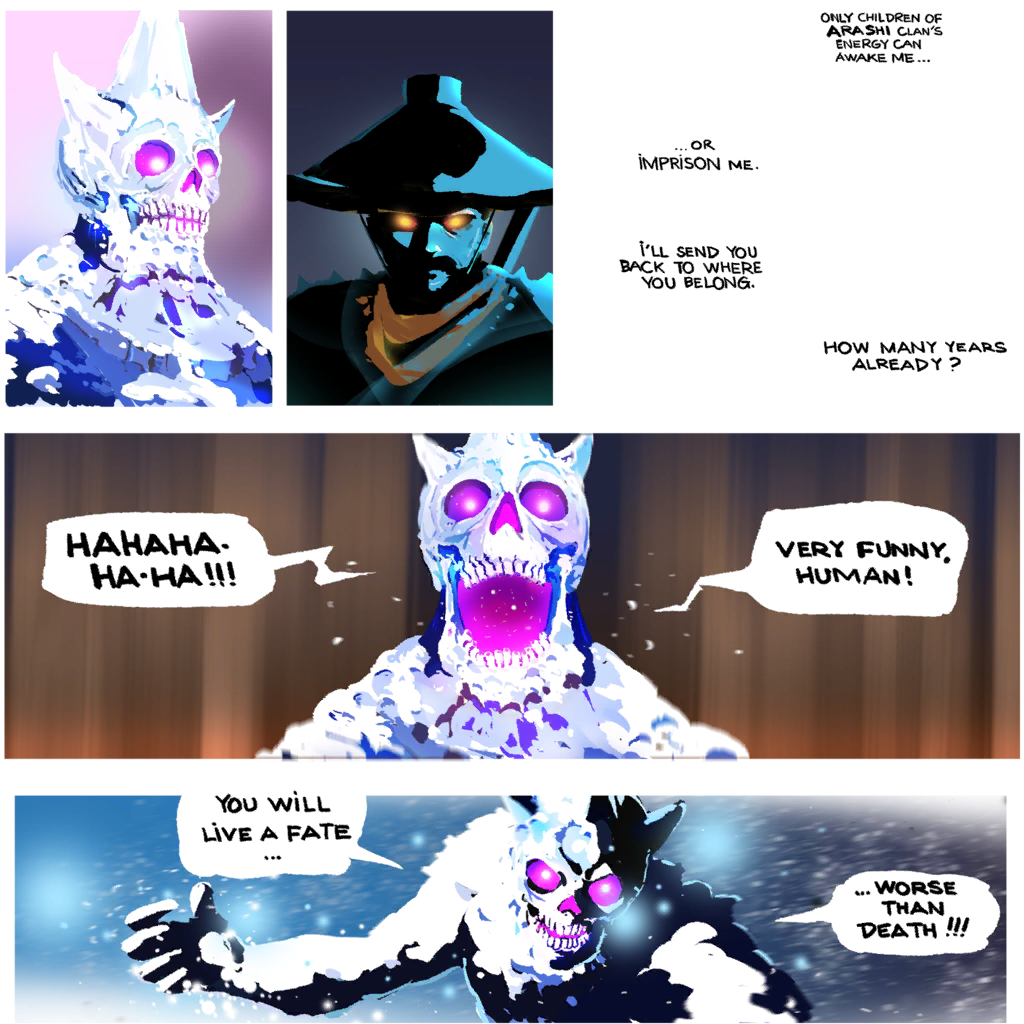 ONLY CHILDREN OF
ARASHI CLAN'S
ENERGY CAN
AWAKE ME...
...OR
IMPRISON ME.
I'LL SEND YOU
BACK TO WHERE
YOU BELONG.
HOW MANY YEARS
ALREADY?
HAHAHA-
HA-HA!!!
VERY FUNNY,
HUMAN!
YOU WILL
LIVE A FATE
...
...WORSE
THAN
DEATH!!!